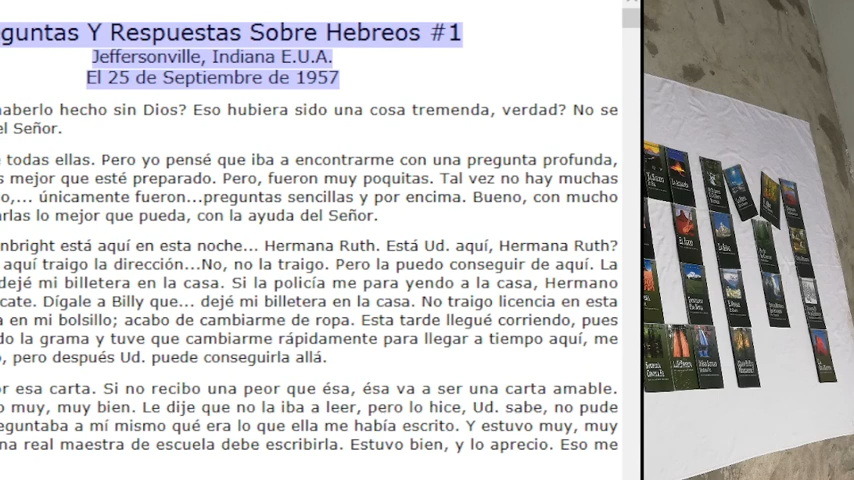 guntas Y Respuestas Sobre Hebreos #1
Jeffersonville, Indiana E.U.A.
El 25 de Septiembre de 1957
haberlo hecho sin Dios? Eso hubiera sido una cosa tremenda, verdad? No se
el Señor.
todas ellas. Pero yo pensé que iba a encontrarme con una pregunta profunda,
s mejor que esté preparado. Pero, fueron muy poquitas. Tal vez no hay muchas
o,... únicamente fueron...preguntas sencillas y por encima. Bueno, con mucho
arlas lo mejor que pueda, con la ayuda del Señor.
nbright está aquí en esta noche... Hermana Ruth. Está Ud. aquí, Hermana Ruth?
aquí traigo la dirección...No, no la traigo. Pero la puedo conseguir de aquí. La
dejé mi billetera en la casa. Si la policía me para yendo a la casa, Hermano
cate. Dígale a Billy que... dejé mi billetera en la casa. No traigo licencia en esta
a en mi bolsillo; acabo de cambiarme de ropa. Esta tarde llegué corriendo, pues
do la grama y tuve que cambiarme rápidamente para llegar a tiempo aquí, me
o, pero después Ud. puede conseguirla allá.
or esa carta. Si no recibo una peor que ésa, ésa va a ser una carta amable.
o muy, muy bien. Le dije que no la iba a leer, pero lo hice, Ud. sabe, no pude
eguntaba a mí mismo qué era lo que ella me había escrito. Y estuvo muy, muy
na real maestra de escuela debe escribirla. Estuvo bien, y lo aprecio. Eso me